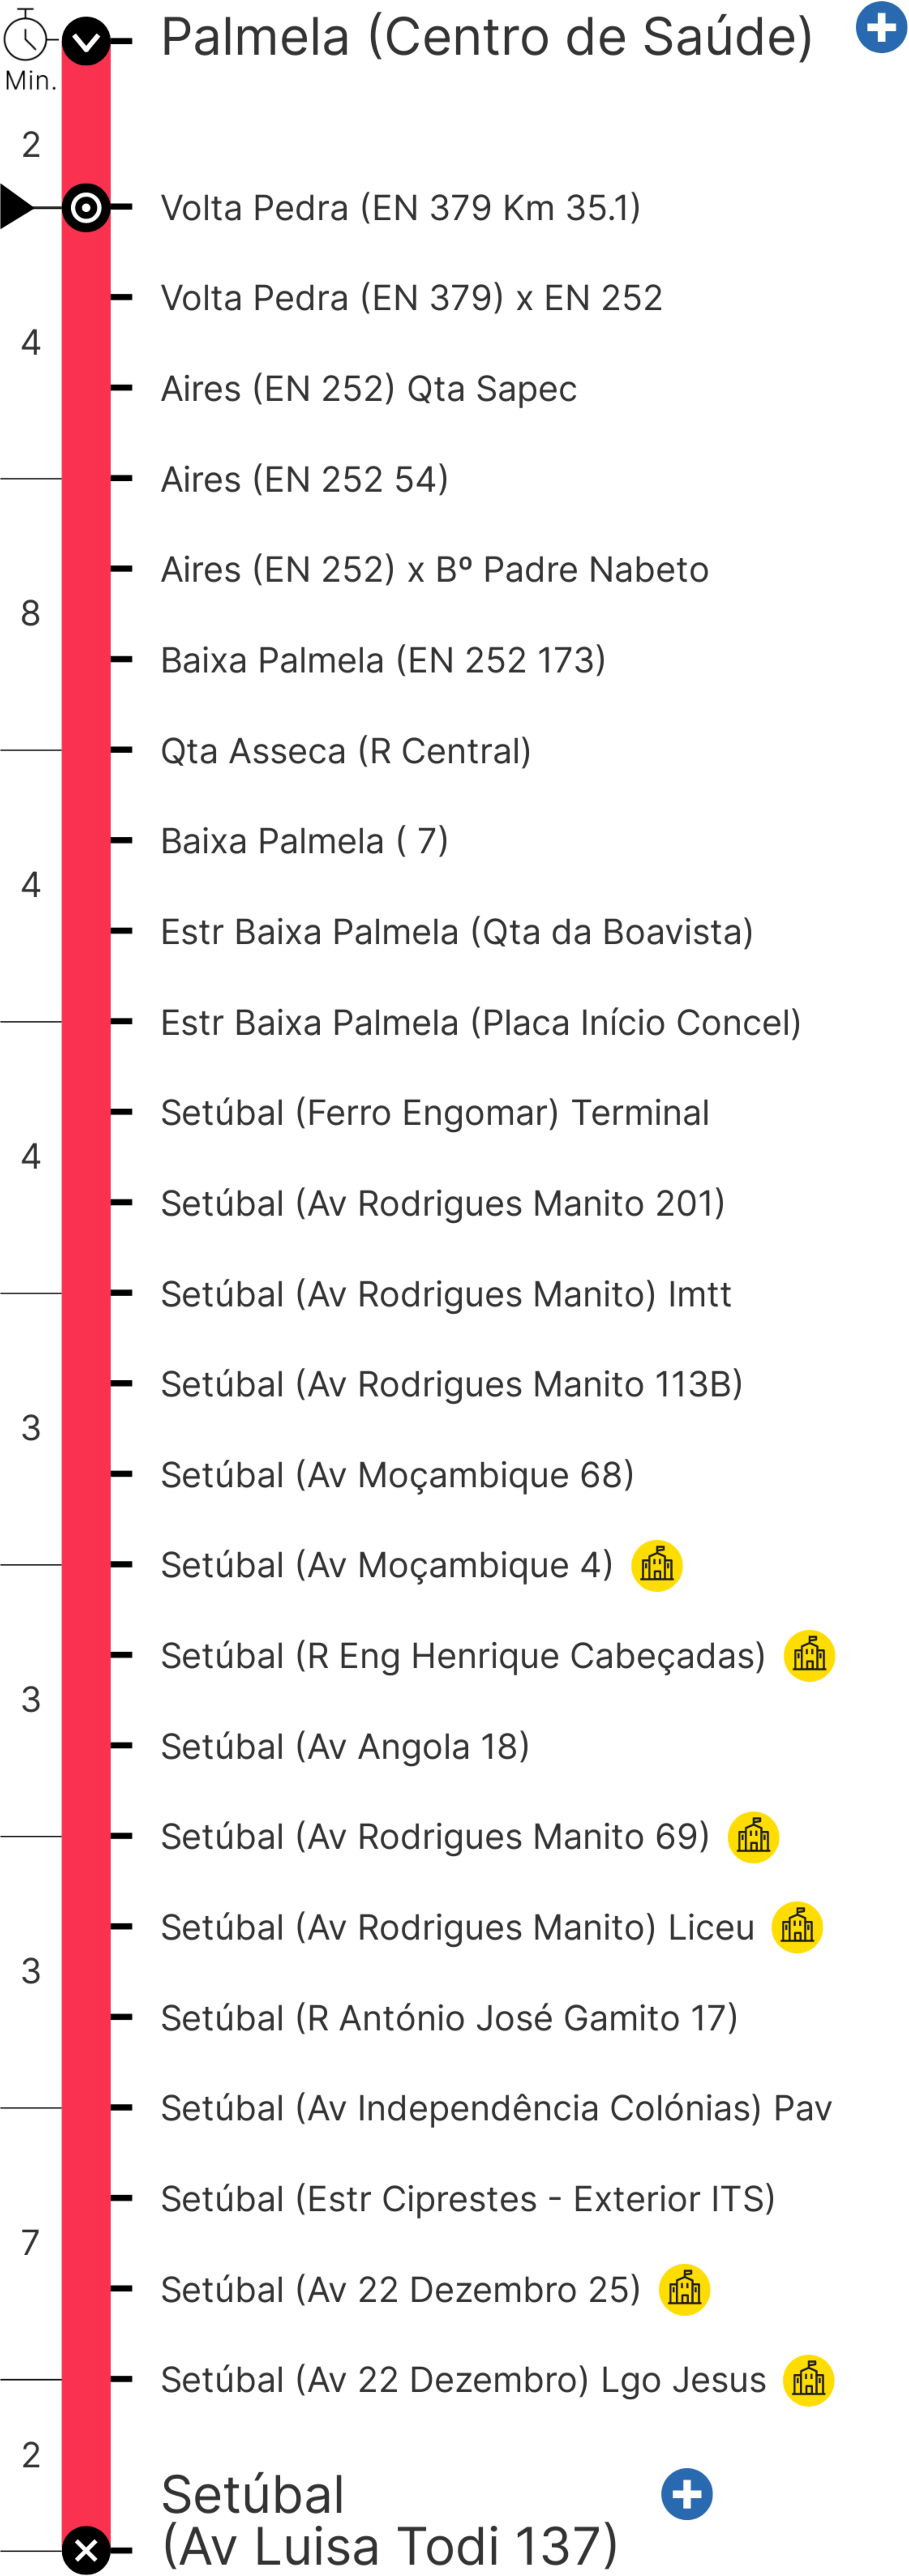 Palmela (Centro de Saúde)
Min.
2
Volta Pedra (EN 379 Km 35.1)
Volta Pedra (EN 379) x EN 252
4
Aires (EN 252) Qta Sapec
Aires (EN 252 54)
Aires (EN 252) x Bº Padre Nabeto
8
Baixa Palmela (EN 252 173)
Qta Asseca (R Central)
Baixa Palmela ( 7)
4
Estr Baixa Palmela (Qta da Boavista)
Estr Baixa Palmela (Placa Início Concel)
Setúbal (Ferro Engomar) Terminal
4
Setúbal (Av Rodrigues Manito 201)
Setúbal (Av Rodrigues Manito) Imtt
Setúbal (Av Rodrigues Manito 113B)
3
Setúbal (Av Moçambique 68)
Setúbal (Av Moçambique 4)
Setúbal (R Eng Henrique Cabeçadas)
3
Setúbal (Av Angola 18)
Setúbal (Av Rodrigues Manito 69)
Setúbal (Av Rodrigues Manito) Liceu
3
Setúbal (R António José Gamito 17)
Setúbal (Av Independência Colónias) Pav
Setúbal (Estr Ciprestes - Exterior ITS)
7
Setúbal (Av 22 Dezembro 25)
Setúbal (Av 22 Dezembro) Lgo Jesus
2
Setúbal
(Av Luisa Todi 137)